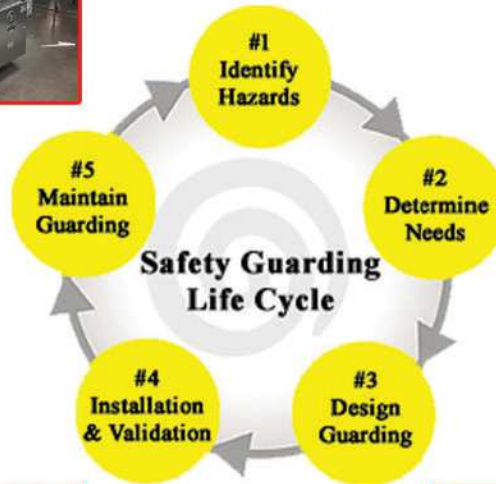 #1
Identify
Hazards
#5
Maintain
Guarding
#2
Determine
Needs
Safety Guarding
Life Cycle
#4
Installation
& Validation
#3
Design
Guarding